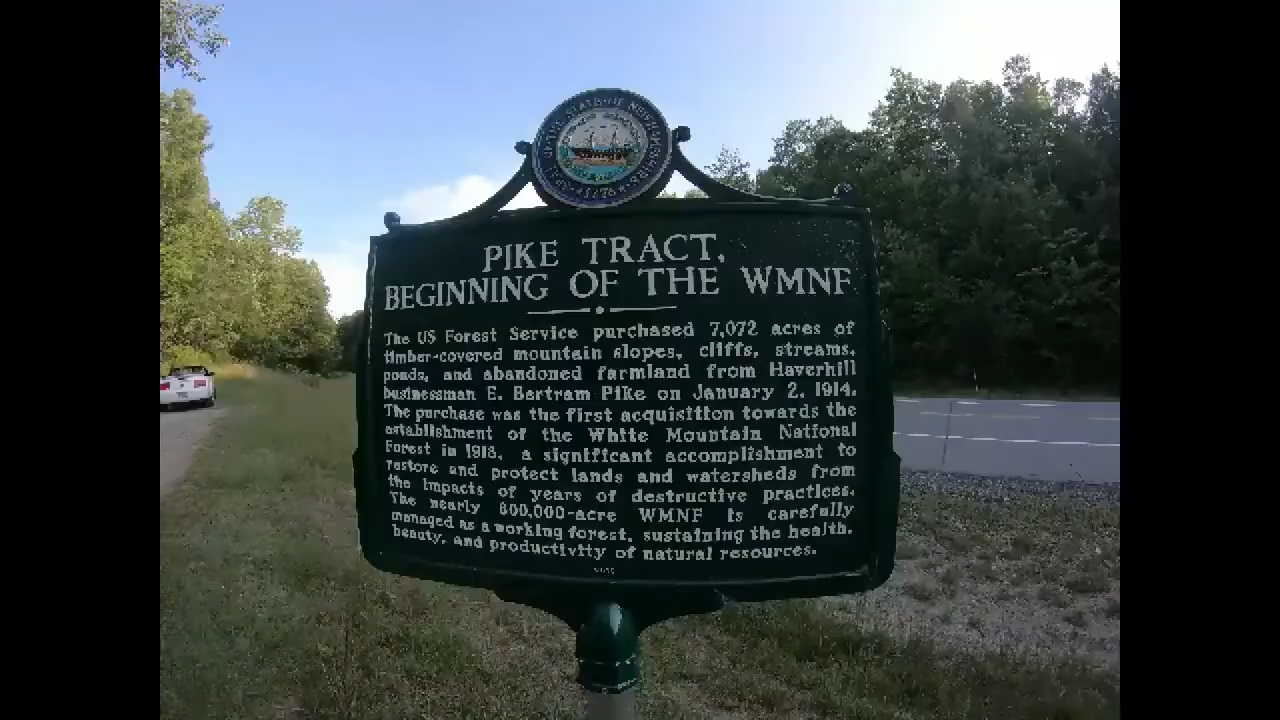 PIKE TRACT,
BEGINNING OF THE WMNF
The US Forest Service purchased 7,072 acres of
timber-covered mountain slopes, cliffs, streams,
ponds, and abandoned farmland from Haverhill
businessman E. Bertram Pike on January 2, 1914.
The purchase was the first acquisition towards the
establishment of the White Mountain National
Forest in 1918, a significant accomplishment to
restore and protect lands and watersheds from
the impacts of years of destructive practices.
The nearly 800,000-acre WMNF is carefully
managed as a working forest, sustaining the health,
beauty, and productivity of natural resources.